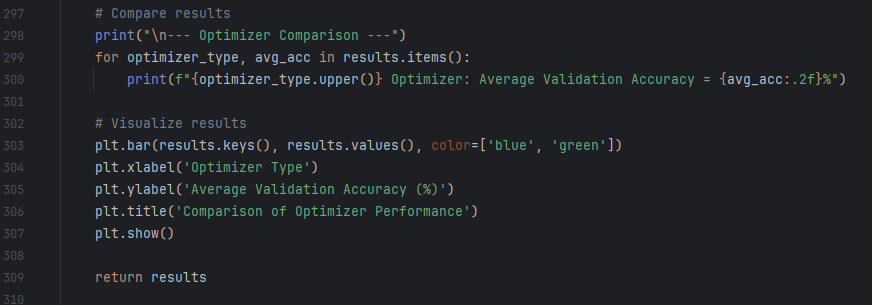 297 # Compare results
298 print("\n--- Optimizer Comparison ---")
299 for optimizer_type, avg_acc in results.items():
300 print(f"{optimizer_type.upper()} Optimizer: Average Validation Accuracy = {avg_acc:.2f}%")
301
302 # Visualize results
303 plt.bar(results.keys(), results.values(), color=['blue', 'green'])
304 plt.xlabel('Optimizer Type')
305 plt.ylabel('Average Validation Accuracy (%)')
306 plt.title('Comparison of Optimizer Performance')
307 plt.show()
308
309 return results
310